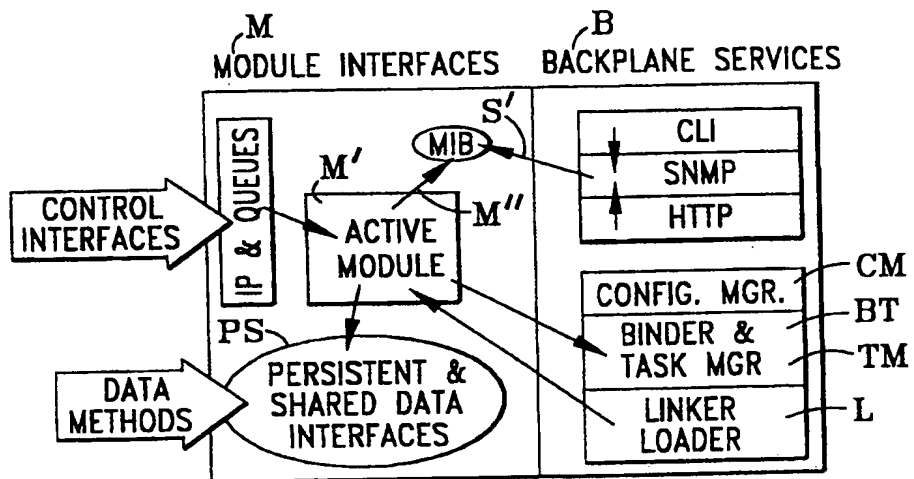 M
MODULE INTERFACES
B
BACKPLANE SERVICES
CONTROL
INTERFACES
IP & QUEUES
M'
ACTIVE
MODULE
MIB
M"
S'
CLI
SNMP
HTTP
CONFIG. MGR.
BINDER &
TASK MGR
LINKER
LOADER
CM
BT
TM
L
DATA
METHODS
PS
PERSISTENT &
SHARED DATA
INTERFACES